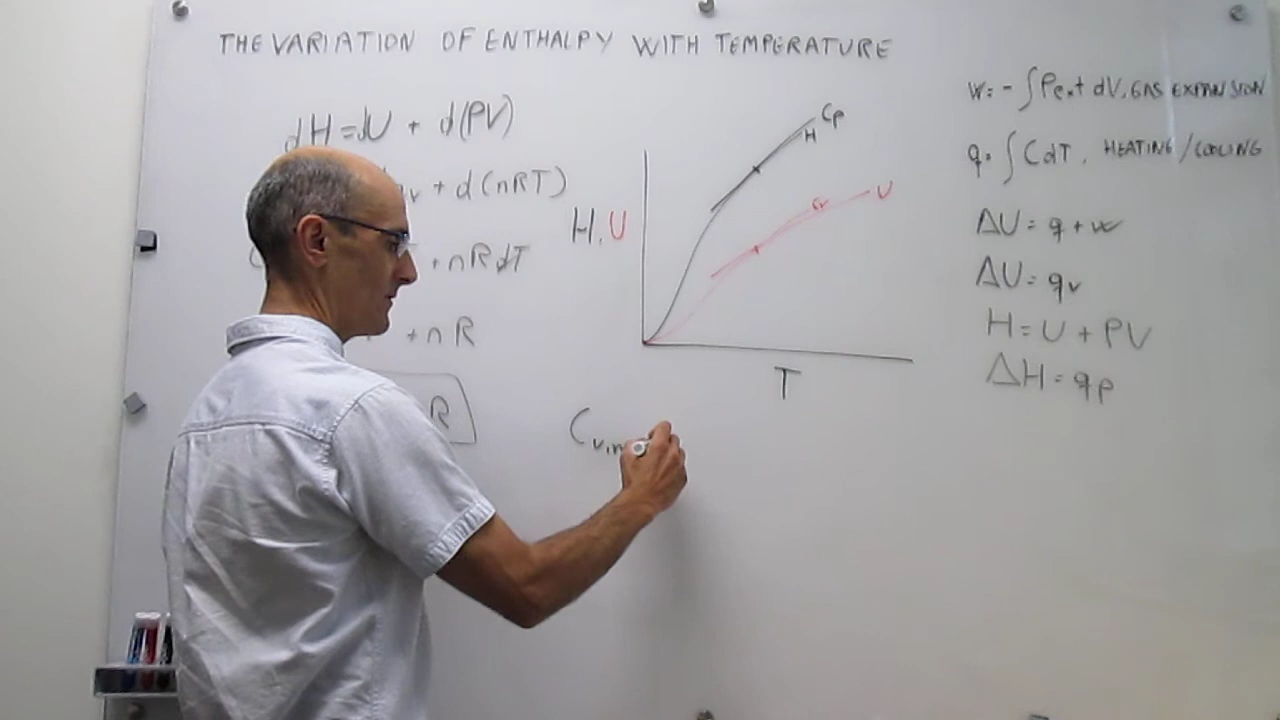 THE VARIATION OF ENTHALPY WITH TEMPERATURE
dH = dU + d(PV)
v + d(nRT)
+ nRdT
+ nR
R
H, U
Cp
H
Cv
U
T
Cv,m
W = - ∫Pext dV, GAS EXPANSION
q = ∫CdT, HEATING/COOLING
ΔU = q + w
ΔU = qv
H = U + PV
ΔH = qp